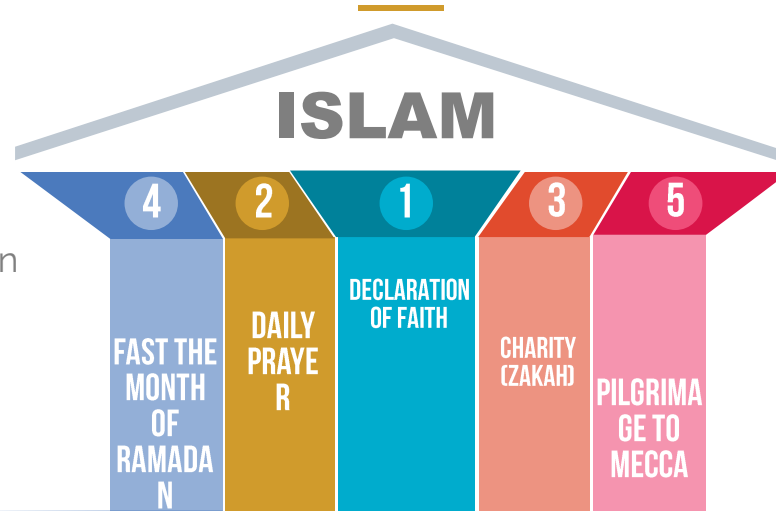 ISLAM
4
2
1
3
5
n
FAST THE
MONTH
OF
RAMADA
N
DAILY
PRAYE
R
DECLARATION
OF FAITH
CHARITY
(ZAKAH)
PILGRIMA
GE TO
MECCA